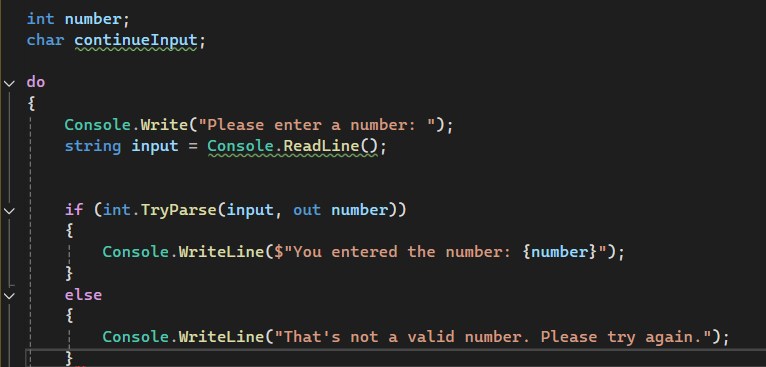 int number;
char continueInput;
do
{
Console.Write("Please enter a number: ");
string input = Console.ReadLine();
if (int.TryParse(input, out number))
{
Console.WriteLine($"You entered the number: {number}");
}
else
{
Console.WriteLine("That's not a valid number. Please try again.");
}